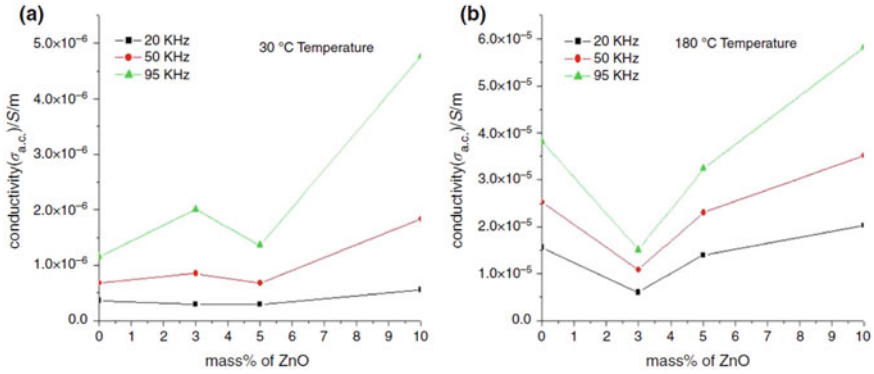 (a)
20 KHz
50 KHz
95 KHz
30 °C Temperature
conductivity(σa.c.)/S/m
5.0×10⁻⁶
4.0×10⁻⁶
3.0×10⁻⁶
2.0×10⁻⁶
1.0×10⁻⁶
0.0
0 1 2 3 4 5 6 7 8 9 10
mass% of ZnO
(b)
20 KHz
50 KHz
95 KHz
180 °C Temperature
conductivity(σa.c.)/S/m
6.0×10⁻⁵
5.0×10⁻⁵
4.0×10⁻⁵
3.0×10⁻⁵
2.0×10⁻⁵
1.0×10⁻⁵
0.0
0 1 2 3 4 5 6 7 8 9 10
mass% of ZnO